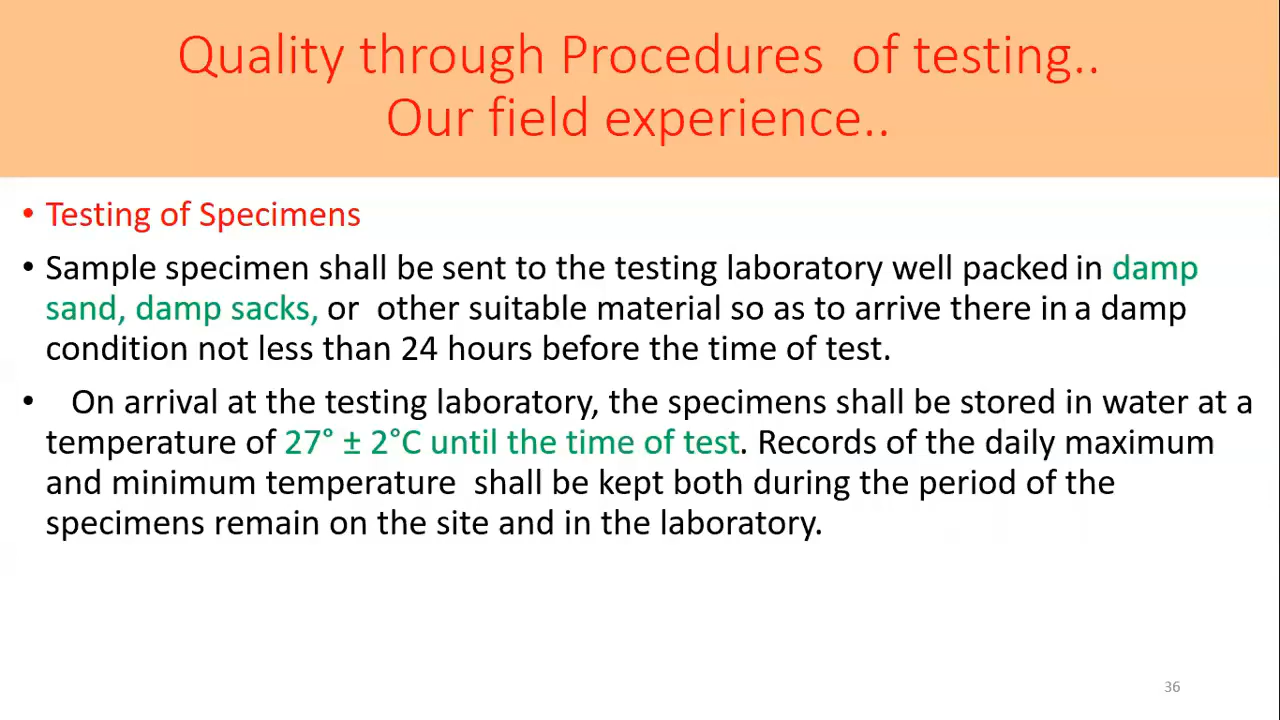 Quality through Procedures  of testing..
Our field experience..
• Testing of Specimens
• Sample specimen shall be sent to the testing laboratory well packed in damp
sand, damp sacks, or  other suitable material so as to arrive there in a damp
condition not less than 24 hours before the time of test.
•   On arrival at the testing laboratory, the specimens shall be stored in water at a
temperature of 27° ± 2°C until the time of test. Records of the daily maximum
and minimum temperature  shall be kept both during the period of the
specimens remain on the site and in the laboratory.
36